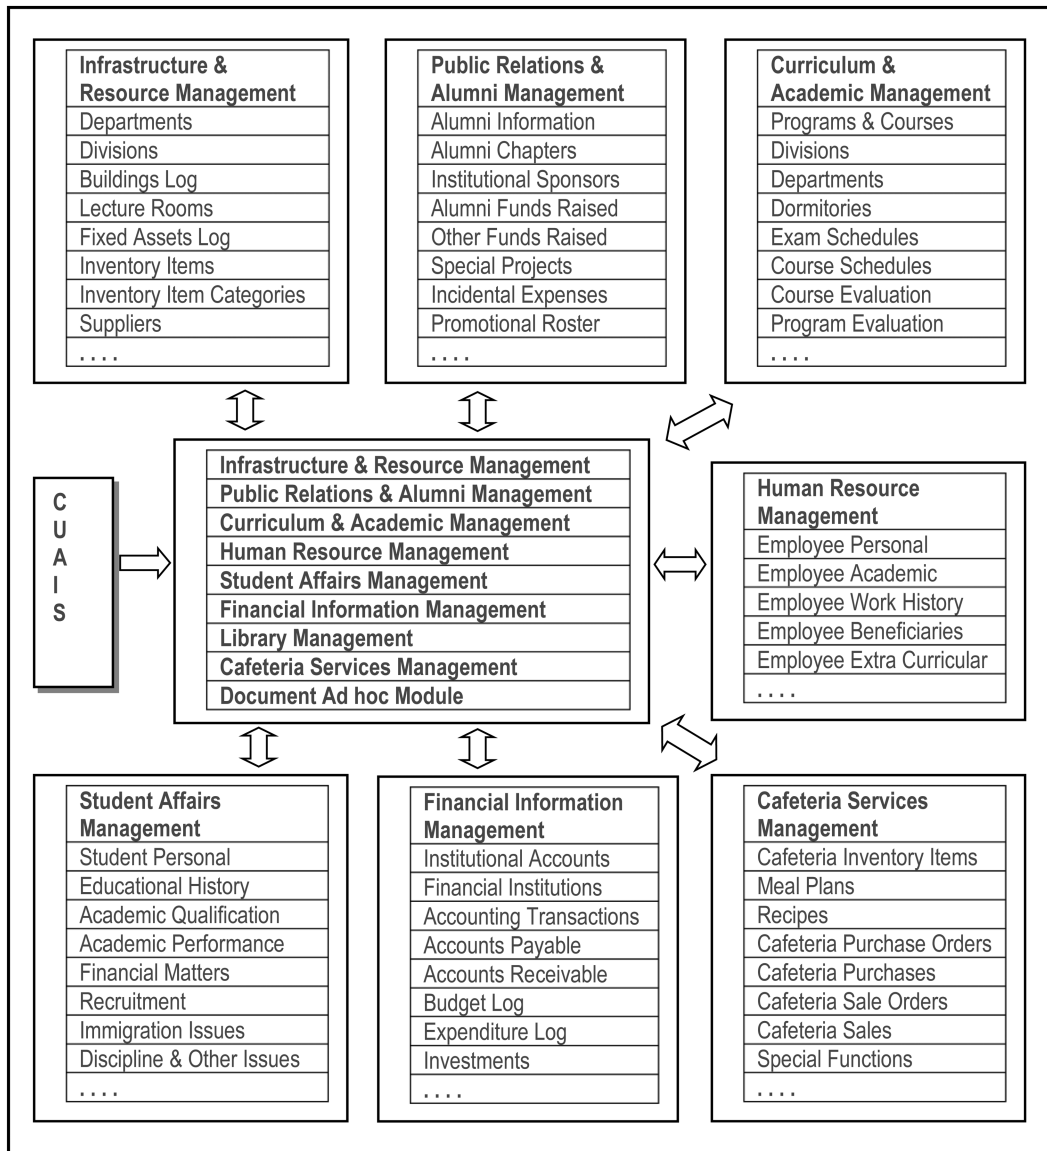 Infrastructure &
Resource Management
Departments
Divisions
Buildings Log
Lecture Rooms
Fixed Assets Log
Inventory Items
Inventory Item Categories
Suppliers
. . . .
Public Relations &
Alumni Management
Alumni Information
Alumni Chapters
Institutional Sponsors
Alumni Funds Raised
Other Funds Raised
Special Projects
Incidental Expenses
Promotional Roster
. . . .
Curriculum &
Academic Management
Programs & Courses
Divisions
Departments
Dormitories
Exam Schedules
Course Schedules
Course Evaluation
Program Evaluation
. . . .
C
U
A
I
S
Infrastructure & Resource Management
Public Relations & Alumni Management
Curriculum & Academic Management
Human Resource Management
Student Affairs Management
Financial Information Management
Library Management
Cafeteria Services Management
Document Ad hoc Module
Human Resource
Management
Employee Personal
Employee Academic
Employee Work History
Employee Beneficiaries
Employee Extra Curricular
. . . .
Student Affairs
Management
Student Personal
Educational History
Academic Qualification
Academic Performance
Financial Matters
Recruitment
Immigration Issues
Discipline & Other Issues
. . . .
Financial Information
Management
Institutional Accounts
Financial Institutions
Accounting Transactions
Accounts Payable
Accounts Receivable
Budget Log
Expenditure Log
Investments
. . . .
Cafeteria Services
Management
Cafeteria Inventory Items
Meal Plans
Recipes
Cafeteria Purchase Orders
Cafeteria Purchases
Cafeteria Sale Orders
Cafeteria Sales
Special Functions
. . . .